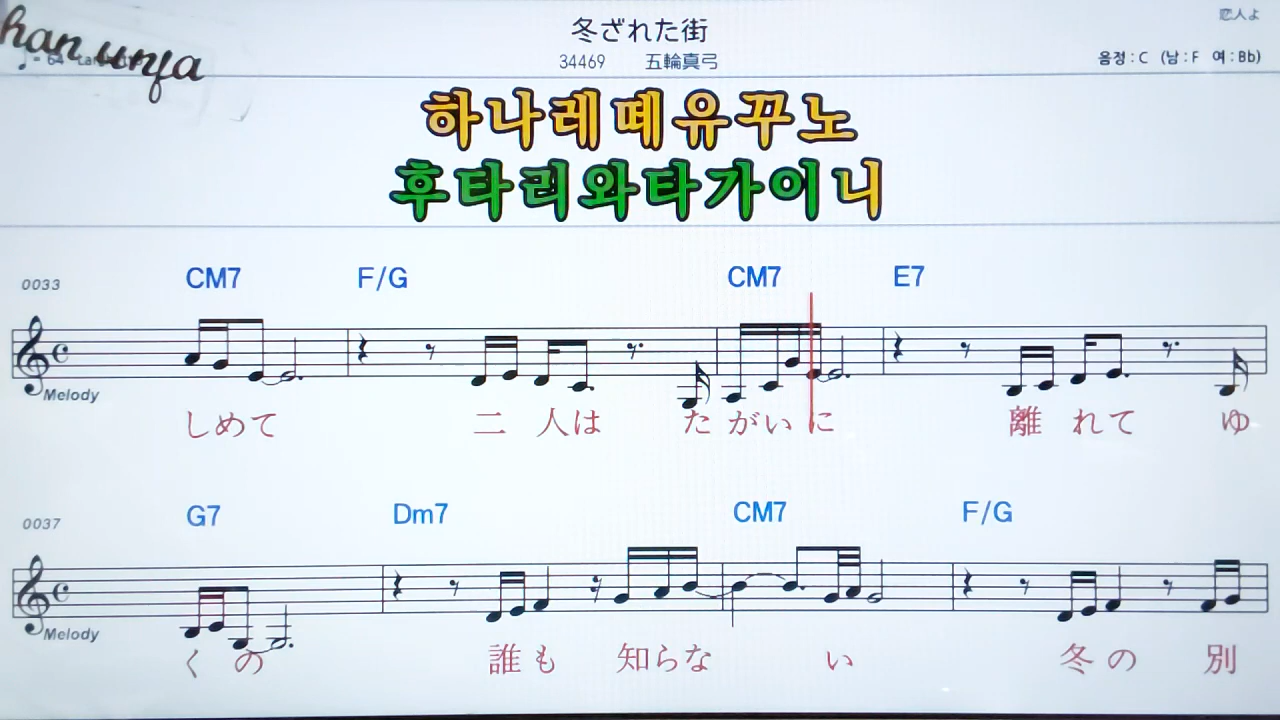 han unfa
冬ざれた街
恋人よ
34469 五輪真弓
음정 : C (남 : F 여 : Bb)
하나레떼유꾸노
후타리와타가이니
0033 CM7 F/G CM7 E7
Melody
しめて 二 人は た がい に 離 れて ゆ
0037 G7 Dm7 CM7 F/G
Melody
く の 誰 も 知らな い 冬 の 別